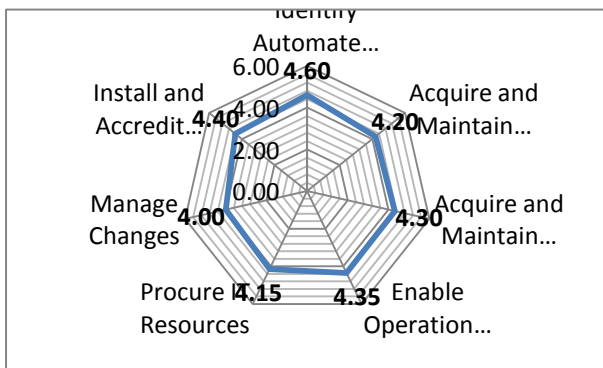 Identify
Automate...
4.60
Acquire and
Maintain...
4.20
Acquire and
Maintain...
4.30
Enable
Operation...
4.35
Procure IT
Resources
4.15
Manage
Changes
4.00
Install and
Accredit...
4.40
6.00
4.00
2.00
0.00